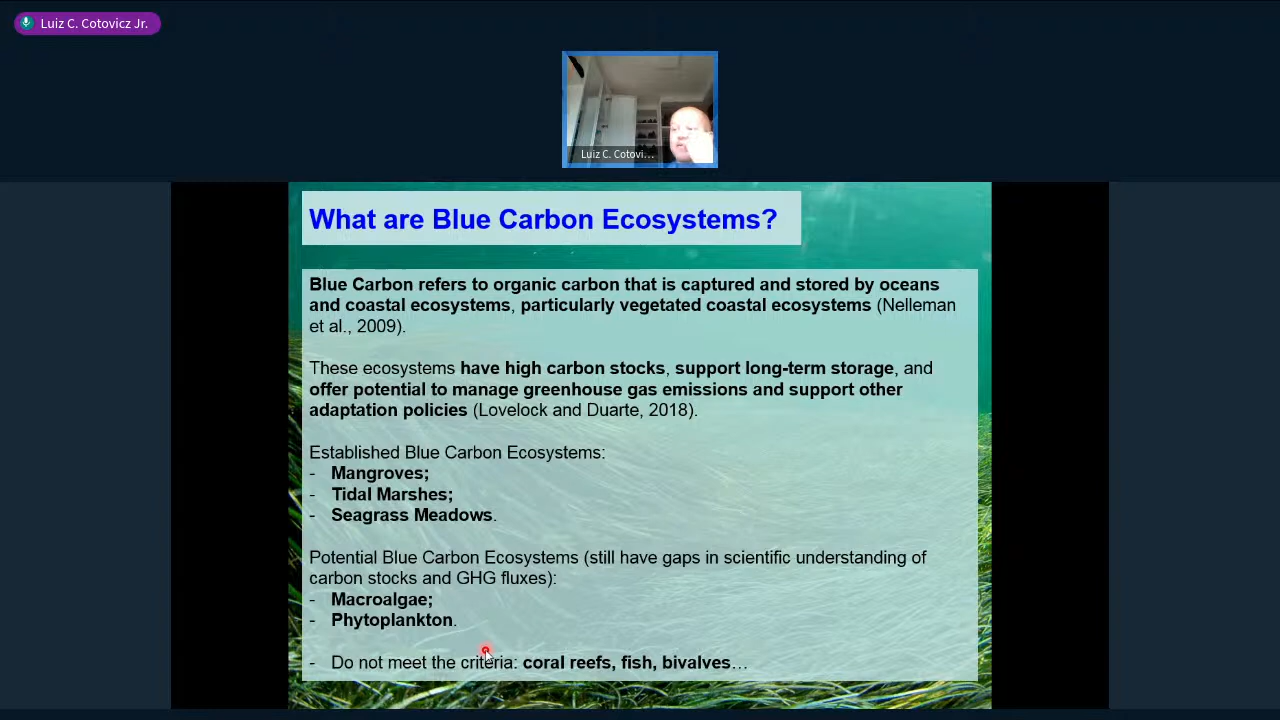 Luiz C. Cotovicz Jr.
Luiz C. Cotovi...
What are Blue Carbon Ecosystems?
Blue Carbon refers to organic carbon that is captured and stored by oceans
and coastal ecosystems, particularly vegetated coastal ecosystems (Nelleman
et al., 2009).
These ecosystems have high carbon stocks, support long-term storage, and
offer potential to manage greenhouse gas emissions and support other
adaptation policies (Lovelock and Duarte, 2018).
Established Blue Carbon Ecosystems:
- Mangroves;
- Tidal Marshes;
- Seagrass Meadows.
Potential Blue Carbon Ecosystems (still have gaps in scientific understanding of
carbon stocks and GHG fluxes):
- Macroalgae;
- Phytoplankton.
- Do not meet the criteria: coral reefs, fish, bivalves…